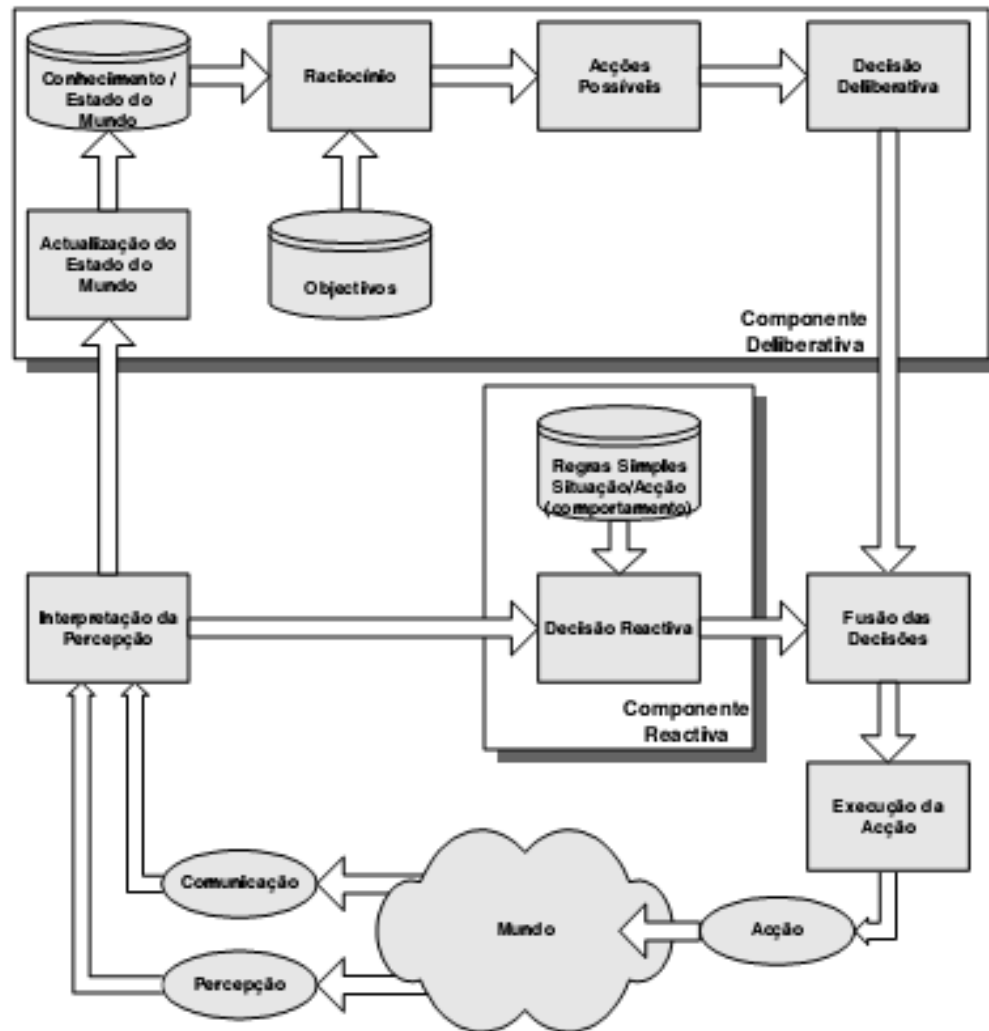 Conhecimento /
Estado do
Mundo
Raciocínio
Acções
Possíveis
Decisão
Deliberativa
Actualização do
Estado do
Mundo
Objectivos
Componente
Deliberativa
Regras Simples
Situação/Acção
(comportamento)
Interpretação da
Percepção
Decisão Reactiva
Fusão das
Decisões
Componente
Reactiva
Execução da
Acção
Comunicação
Mundo
Acção
Percepção